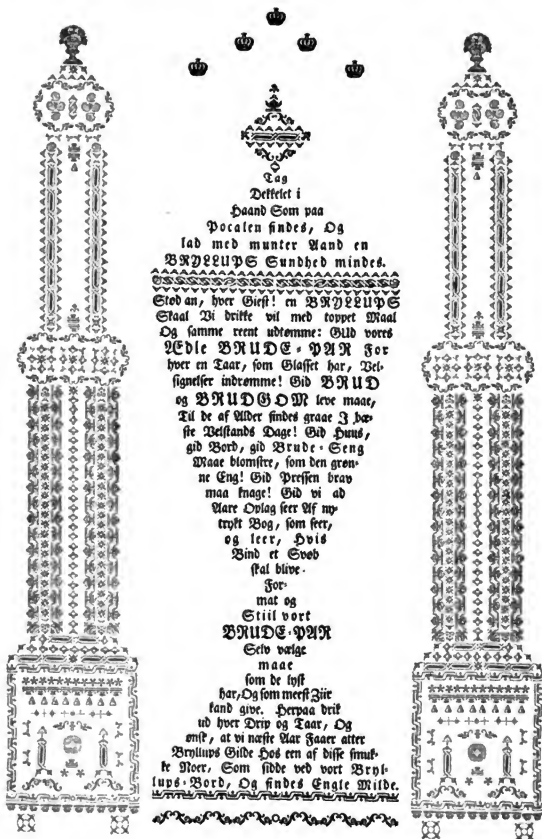 Tag
Dekkelet i
Haand Som paa
Pocalen findes, Og
lad med munter Aand en
BRYLLUPS Sundhed mindes.
Stød an, hver Giest! en BRYLLUPS
Skaal Vi drikke vil med toppet Maal
Og samme reent udtømme: GUd vores
Ædle BRUDE-PAR For
hver en Taar, som Glasset har, Vel-
signelser indrømme! Gid BRUD
og BRUDGOM leve maae,
Til de af Alder findes graae J bæ-
ste Velstands Dage! Gid Huus,
gid Bord, gid Brude-Seng
Maae blomstre, som den grøn-
ne Eng! Gid Pressen brav
maa knage! Gid vi ad
Aare Oplag seer Af ny-
trykt Bog, som seer,
og leer, Hvis
Bind et Svøb
skal blive.
For-
mat og
Stiil vort
BRUDE-PAR
Selv vælge
maae
som de lyst
har, Og som meest Ziir
kand give. Herpaa drik
ud hver Drip og Taar, Og
ønsk, at vi næste Aar Faaer atter
Bryllups Gilde Hos een af disse smuk-
ke Møer, Som sidde ved vort Bryl-
lups-Bord, Og findes Engle Milde.